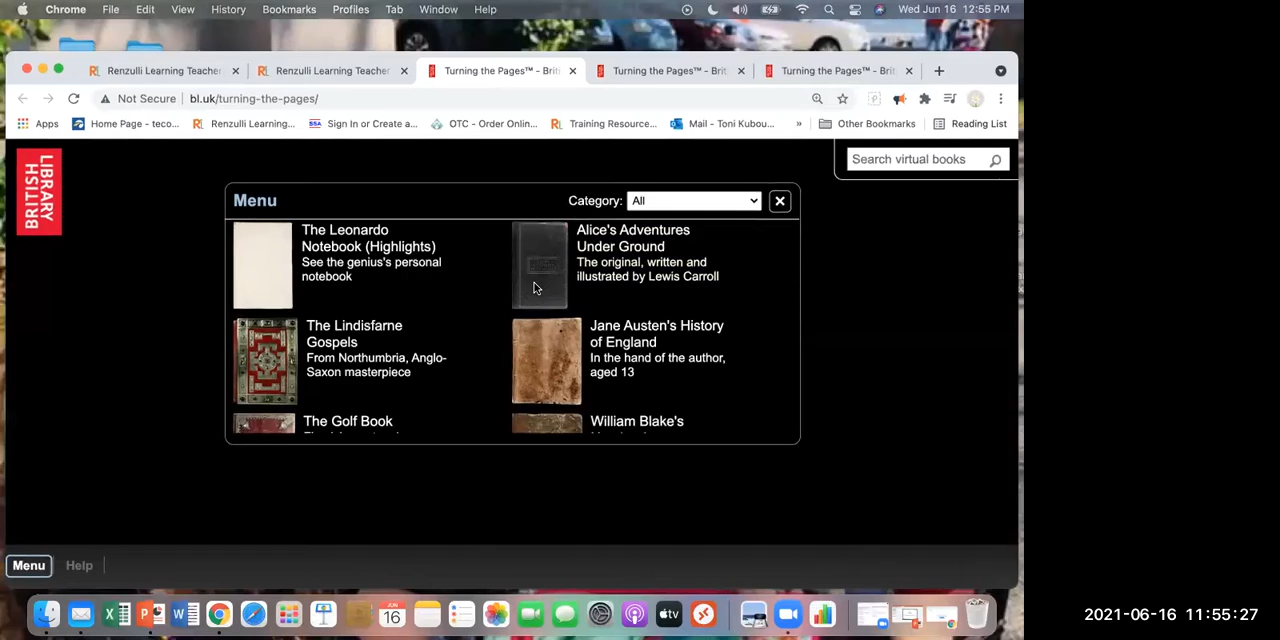 Chrome File Edit View History Bookmarks Profiles Tab Window Help Wed Jun 16 12:55 PM
Renzulli Learning Teacher
Renzulli Learning Teacher
Turning the Pages™ - Briti
Turning the Pages™ - Briti
Turning the Pages™ - Briti
Not Secure bl.uk/turning-the-pages/
Apps Home Page - teco... Renzulli Learning... Sign In or Create a... OTC - Order Onlin... Training Resource... Mail - Toni Kubou... » Other Bookmarks Reading List
LIBRARY
BRITISH
Search virtual books
Menu Category: All
The Leonardo
Notebook (Highlights)
See the genius's personal
notebook
Alice's Adventures
Under Ground
The original, written and
illustrated by Lewis Carroll
The Lindisfarne
Gospels
From Northumbria, Anglo-
Saxon masterpiece
Jane Austen's History
of England
In the hand of the author,
aged 13
The Golf Book
William Blake's
Menu Help
JUN
16
tv
2021-06-16 11:55:27